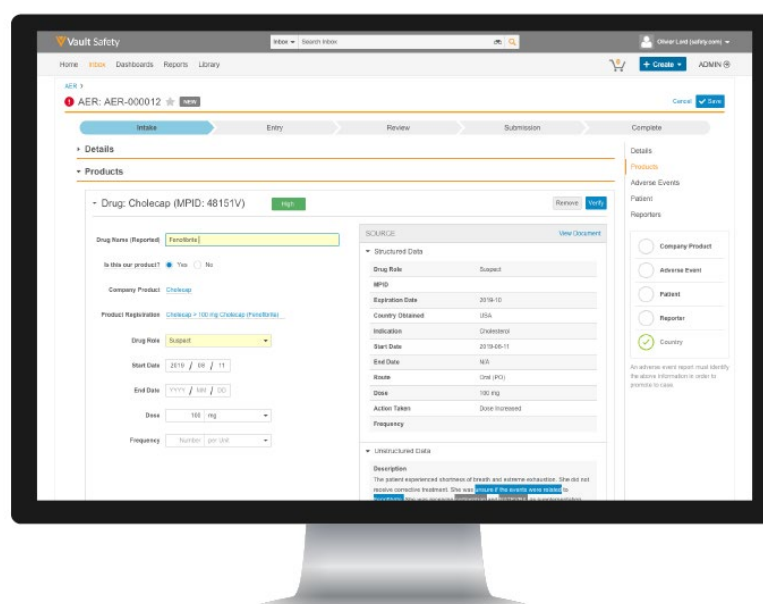 Vault Safety
Inbox
Search Inbox
Oliver Lord (safety.com)
Home Inbox Dashboards Reports Library
+ Create
ADMIN
AER >
AER: AER-000012 NEW
Cancel Save
Intake
Entry
Review
Submission
Complete
Details
Products
Drug: Cholecap (MPID: 48151V) High
Remove Verify
Drug Name (Reported) Fenofibrite
Is this our product? Yes No
Company Product Cholecap
Product Registration Cholecap > 100 mg Cholecap (Fenofibrite)
Drug Role Suspect
Start Date 2019 / 06 / 11
End Date YYYY / MM / DD
Dose 100 mg
Frequency Number per Unit
SOURCE View Document
Structured Data
Drug Role Suspect
MPID
Expiration Date 2019-10
Country Obtained USA
Indication Cholesterol
Start Date 2019-06-11
End Date N/A
Route Oral (PO)
Dose 100 mg
Action Taken Dose Increased
Frequency
Unstructured Data
Description
The patient experienced shortness of breath and extreme exhaustion. She did not
receive corrective treatment. She was unsure if the events were related to
Details
Products
Adverse Events
Patient
Reporters
Company Product
Adverse Event
Patient
Reporter
Country
An adverse event report must identify
the above information in order to
promote to case.